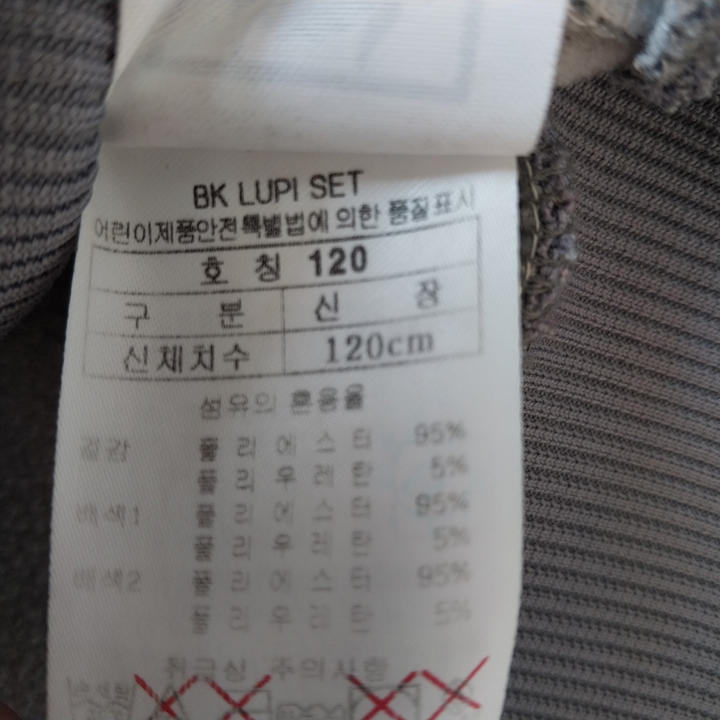 BK LUPI SET
어린이제품안전특별법에 의한 품질표시
호 칭 120
구 분 신 장
신체치수 120cm
섬유의 혼용율
겉감 폴 리 에 스 터 95%
폴 리 우 레 탄 5%
배색1 폴 리 에 스 터 95%
폴 리 우 레 탄 5%
배색2 폴 리 에 스 터 95%
폴 리 우 레 탄 5%
취급상 주의사항